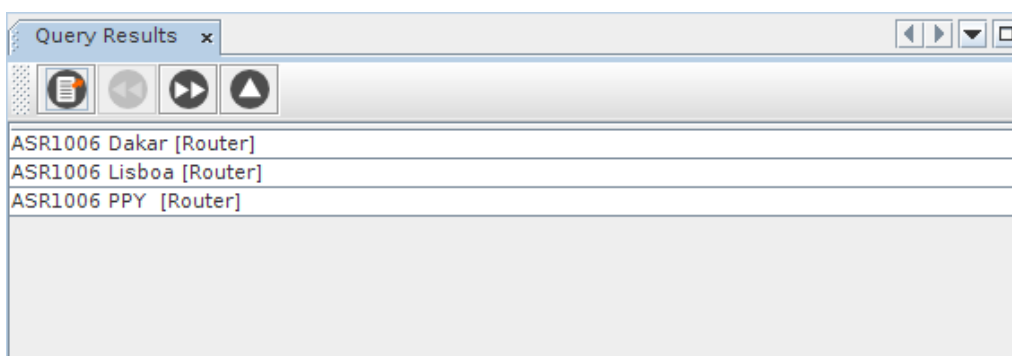 Query Results x
ASR1006 Dakar [Router]
ASR1006 Lisboa [Router]
ASR1006 PPY  [Router]